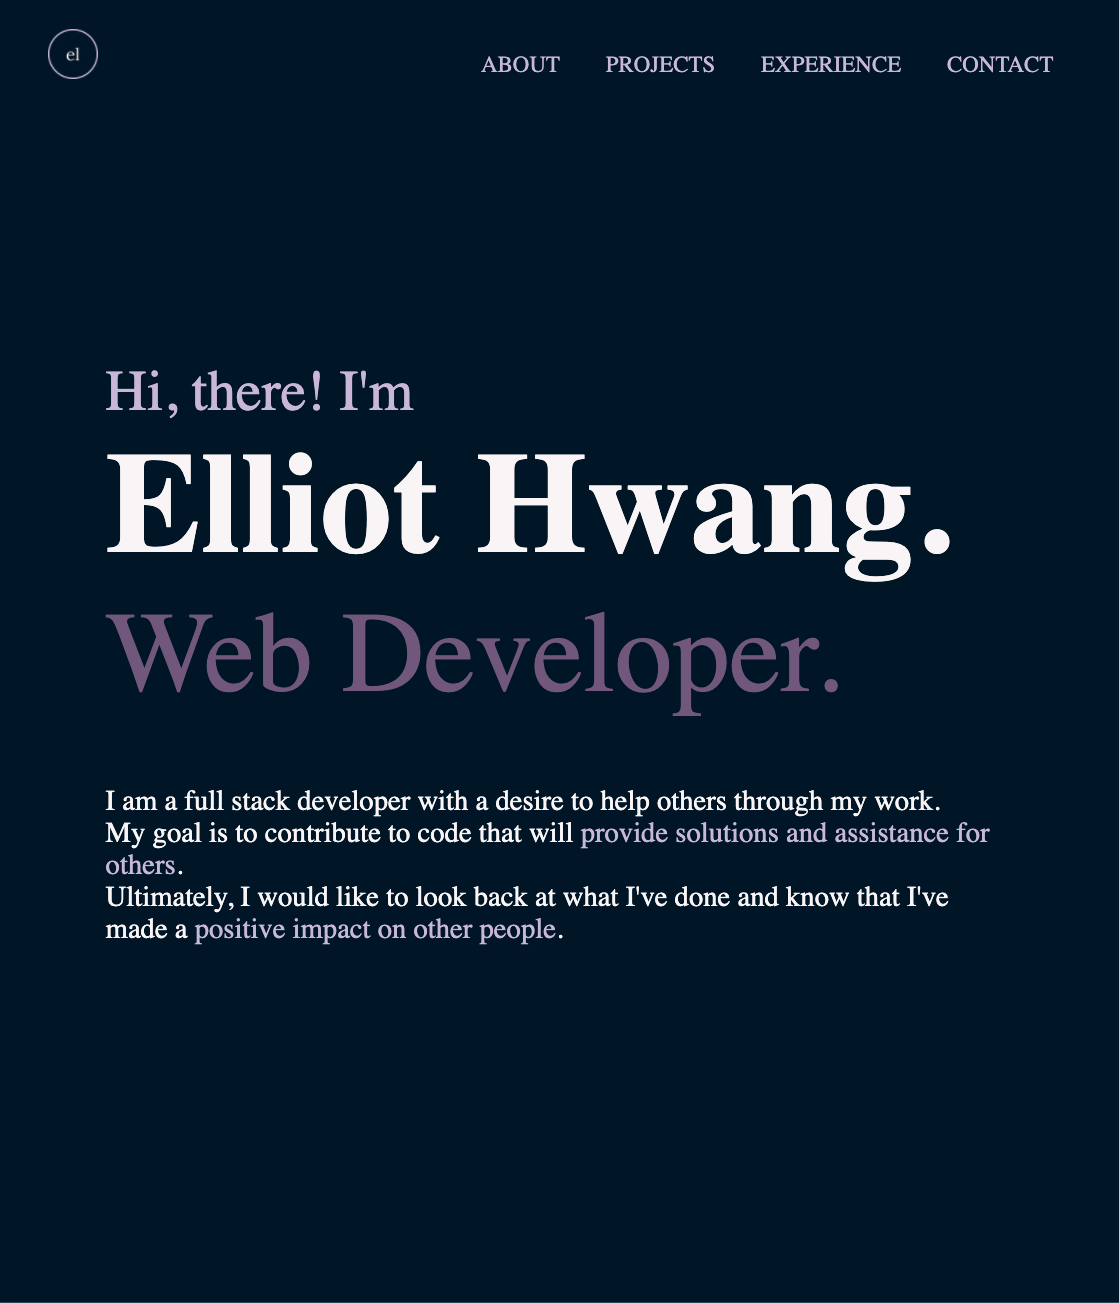 el
ABOUT PROJECTS EXPERIENCE CONTACT
Hi, there! I'm
Elliot Hwang.
Web Developer.
I am a full stack developer with a desire to help others through my work.
My goal is to contribute to code that will provide solutions and assistance for
others.
Ultimately, I would like to look back at what I've done and know that I've
made a positive impact on other people.